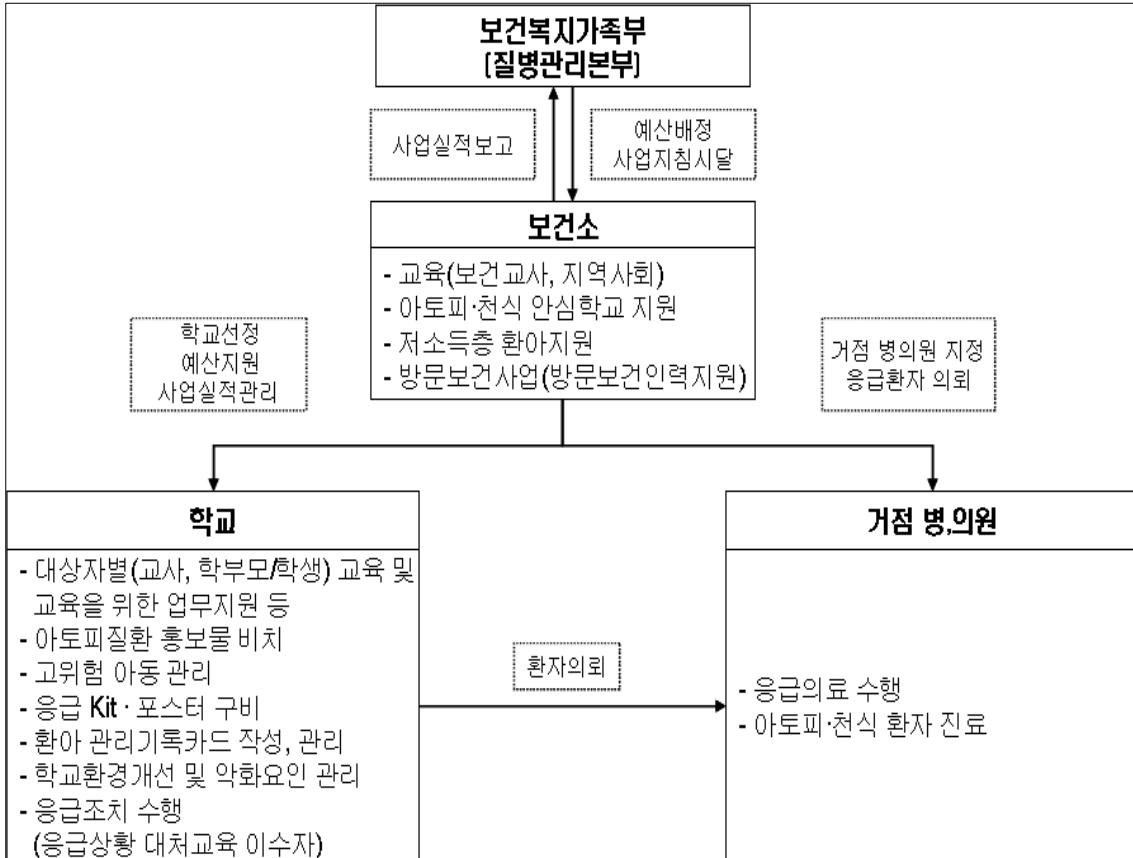 보건복지가족부
(질병관리본부)
사업실적보고
예산배정
사업지침시달
보건소
- 교육(보건교사, 지역사회)
- 아토피·천식 안심학교 지원
- 저소득층 환아지원
- 방문보건사업(방문보건인력지원)
학교선정
예산지원
사업실적관리
거점 병의원 지정
응급환자 의뢰
학교
- 대상자별(교사, 학부모/학생) 교육 및
교육을 위한 업무지원 등
- 아토피질환 홍보물 비치
- 고위험 아동 관리
- 응급 Kit · 포스터 구비
- 환아 관리기록카드 작성, 관리
- 학교환경개선 및 악화요인 관리
- 응급조치 수행
(응급상황 대처교육 이수자)
환자의뢰
거점 병,의원
- 응급의료 수행
- 아토피·천식 환자 진료